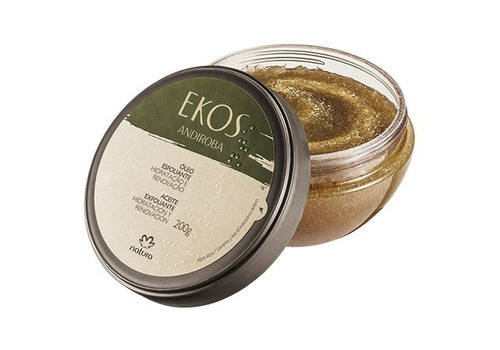 EKOS
ANDIROBA
ÓLEO
ESFOLIANTE
HIDRATAÇÃO E
RENOVAÇÃO
ACEITE
EXFOLIANTE
HIDRATACIÓN Y
RENOVACIÓN
200g
natura